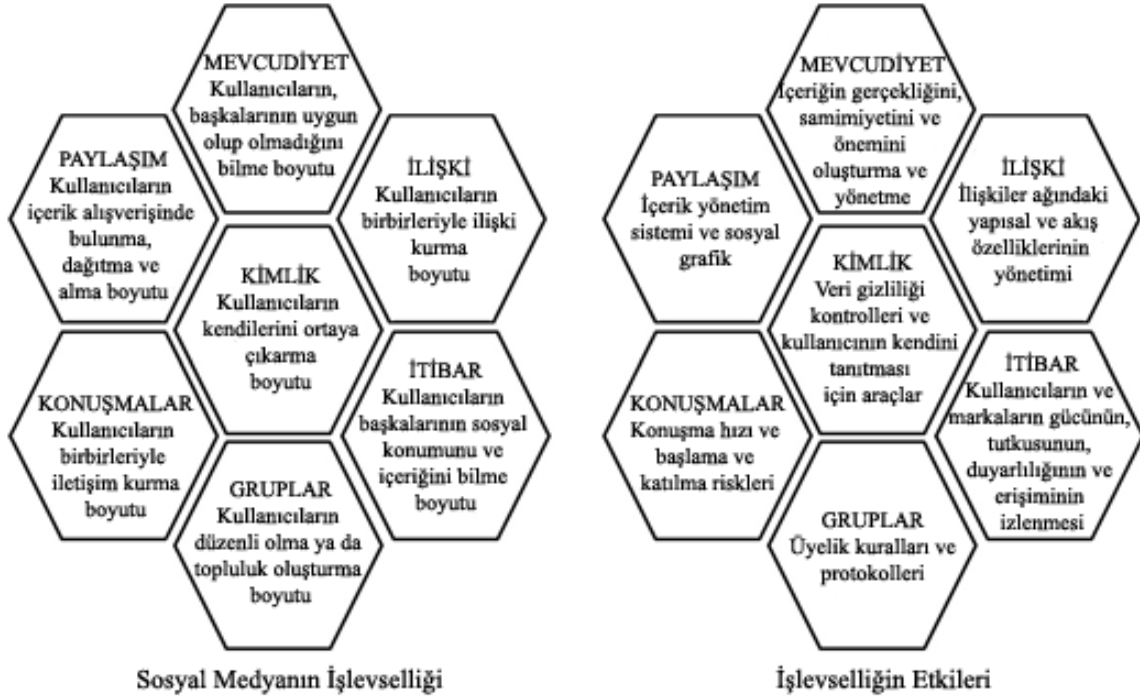 MEVCUDİYET
Kullanıcıların,
başkalarının uygun
olup olmadığını
bilme boyutu
PAYLAŞIM
Kullanıcıların
içerik alışverişinde
bulunma,
dağıtma ve
alma boyutu
İLİŞKİ
Kullanıcıların
birbirleriyle ilişki
kurma
boyutu
KİMLİK
Kullanıcıların
kendilerini ortaya
çıkarma
boyutu
KONUŞMALAR
Kullanıcıların
birbirleriyle
iletişim kurma
boyutu
İTİBAR
Kullanıcıların
başkalarının sosyal
konumunu ve
içeriğini bilme
boyutu
GRUPLAR
Kullanıcıların
düzenli olma ya da
topluluk oluşturma
boyutu
Sosyal Medyanın İşlevselliği
MEVCUDİYET
İçeriğin gerçekliğini,
samimiyetini ve
önemini
oluşturma ve
yönetme
PAYLAŞIM
İçerik yönetim
sistemi ve sosyal
grafik
İLİŞKİ
İlişkiler ağındaki
yapısal ve akış
özelliklerinin
yönetimi
KİMLİK
Veri gizliliği
kontrolleri ve
kullanıcının kendini
tanıtması
için araçlar
KONUŞMALAR
Konuşma hızı ve
başlama ve
katılma riskleri
İTİBAR
Kullanıcıların ve
markaların gücünün,
tutkusunun,
duyarlılığının ve
erişiminin
izlenmesi
GRUPLAR
Üyelik kuralları ve
protokolleri
İşlevselliğin Etkileri